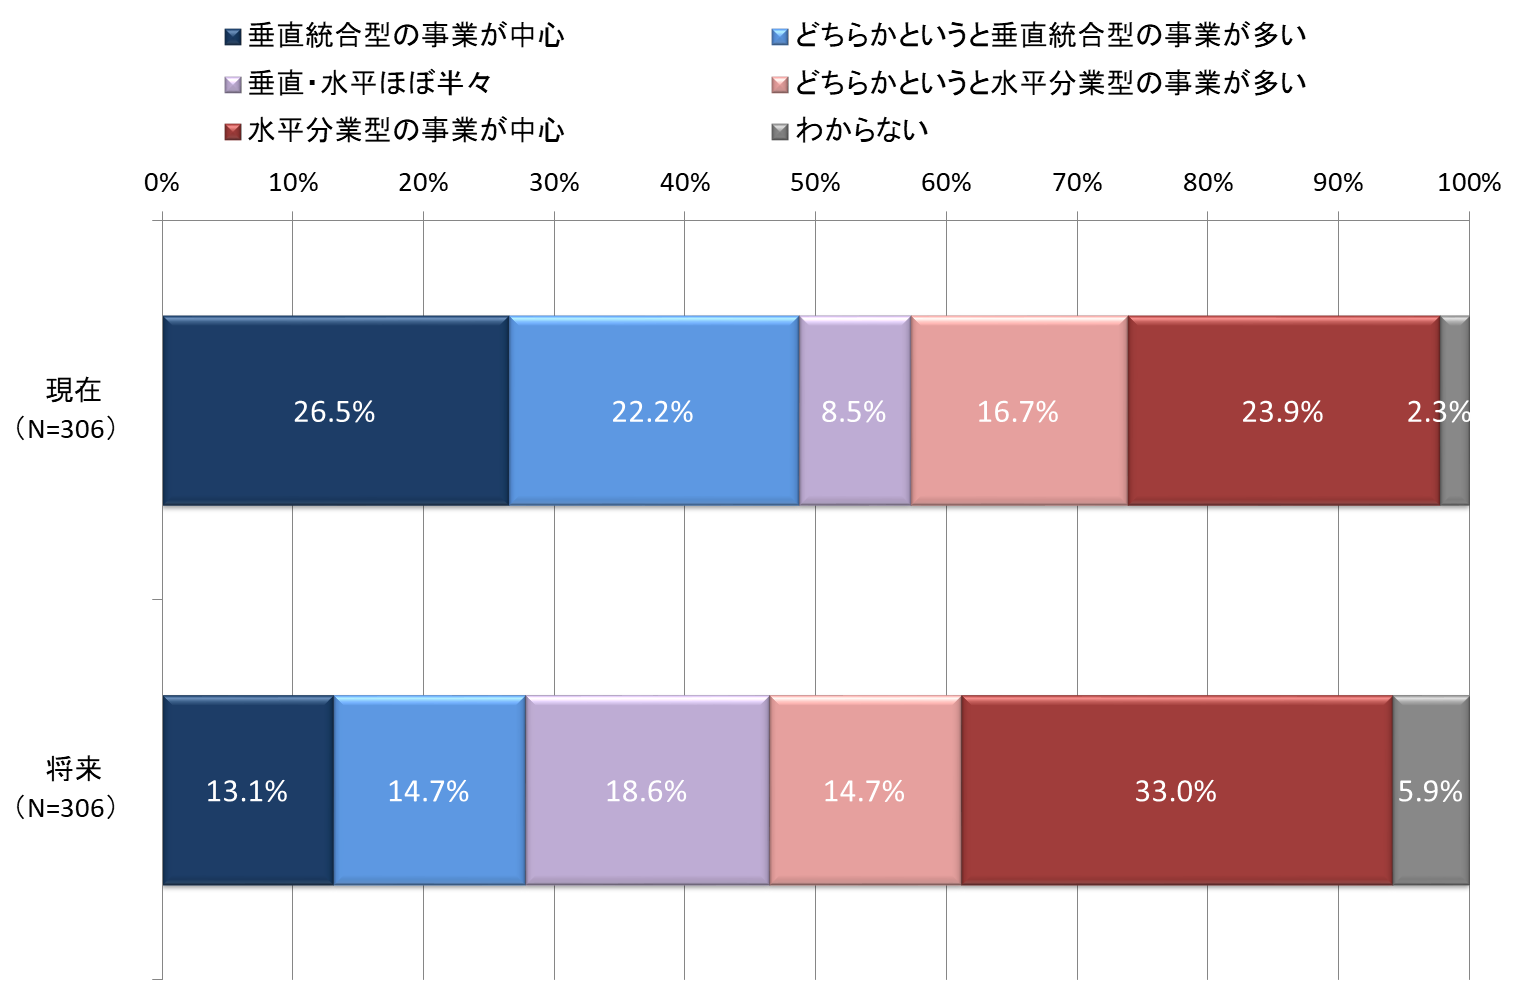 垂直統合型の事業が中心
どちらかというと垂直統合型の事業が多い
垂直・水平ほぼ半々
どちらかというと水平分業型の事業が多い
水平分業型の事業が中心
わからない
0% 10% 20% 30% 40% 50% 60% 70% 80% 90% 100%
現在
（N=306）
26.5% 22.2% 8.5% 16.7% 23.9% 2.3%
将来
（N=306）
13.1% 14.7% 18.6% 14.7% 33.0% 5.9%